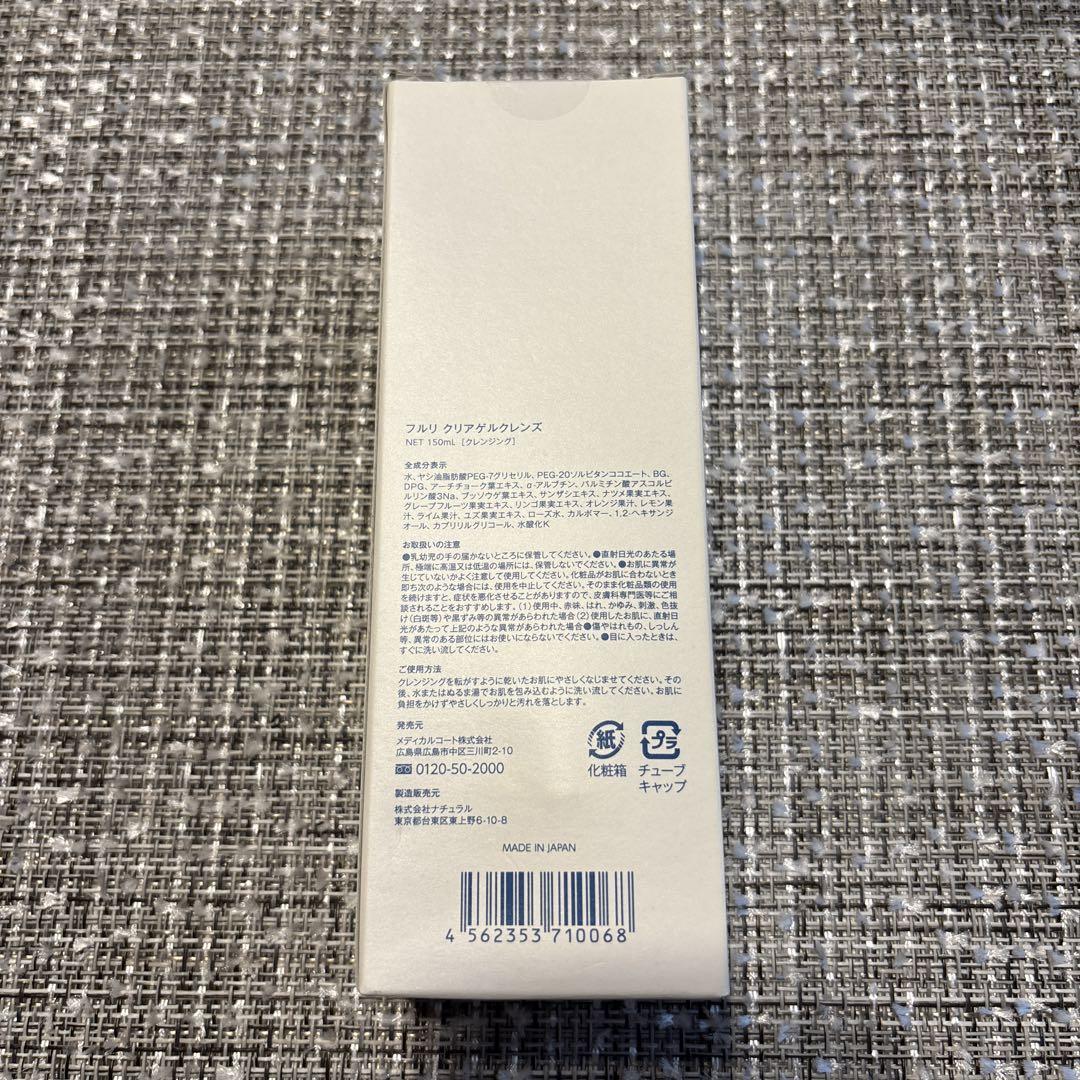 フルリ クリアゲルクレンズ
NET 150mL [クレンジング]
全成分表示
水、ヤシ油脂肪酸PEG-7グリセリル、PEG-20ソルビタンココエート、BG、
DPG、アーチチョーク葉エキス、α-アルブチン、パルミチン酸アスコルビ
ルリン酸3Na、ブッソウゲ葉エキス、サンザシエキス、ナツメ果実エキス、
グレープフルーツ果実エキス、リンゴ果実エキス、オレンジ果汁、レモン果
汁、ライム果汁、ユズ果実エキス、ローズ水、カルボマー、1,2-ヘキサンジ
オール、カプリリルグリコール、水酸化K
お取扱いの注意
●乳幼児の手の届かないところに保管してください。●直射日光のあたる場
所、極端に高温又は低温の場所には、保管しないでください。●お肌に異常が
生じていないかよく注意して使用してください。化粧品がお肌に合わないとき
即ち次のような場合には、使用を中止してください。そのまま化粧品類の使用
を続けますと、症状を悪化させることがありますので、皮膚科専門医等にご相
談されることをおすすめします。(1)使用中、赤味、はれ、かゆみ、刺激、色抜
け(白斑等)や黒ずみ等の異常があらわれた場合(2)使用したお肌に、直射日
光があたって上記のような異常があらわれた場合●傷やはれもの、しっしん
等、異常のある部位にはお使いにならないでください。●目に入ったときは、
すぐに洗い流してください。
ご使用方法
クレンジングを転がすように乾いたお肌にやさしくなじませてください。その
後、水またはぬるま湯でお肌を包み込むように洗い流してください。お肌に
負担をかけずやさしくしっかりと汚れを落とします。
発売元
メディカルコート株式会社
広島県広島市中区三川町2-10
0120-50-2000
紙
化粧箱
プラ
チューブ
キャップ
製造販売元
株式会社ナチュラル
東京都台東区東上野6-10-8
MADE IN JAPAN
4 562353 710068